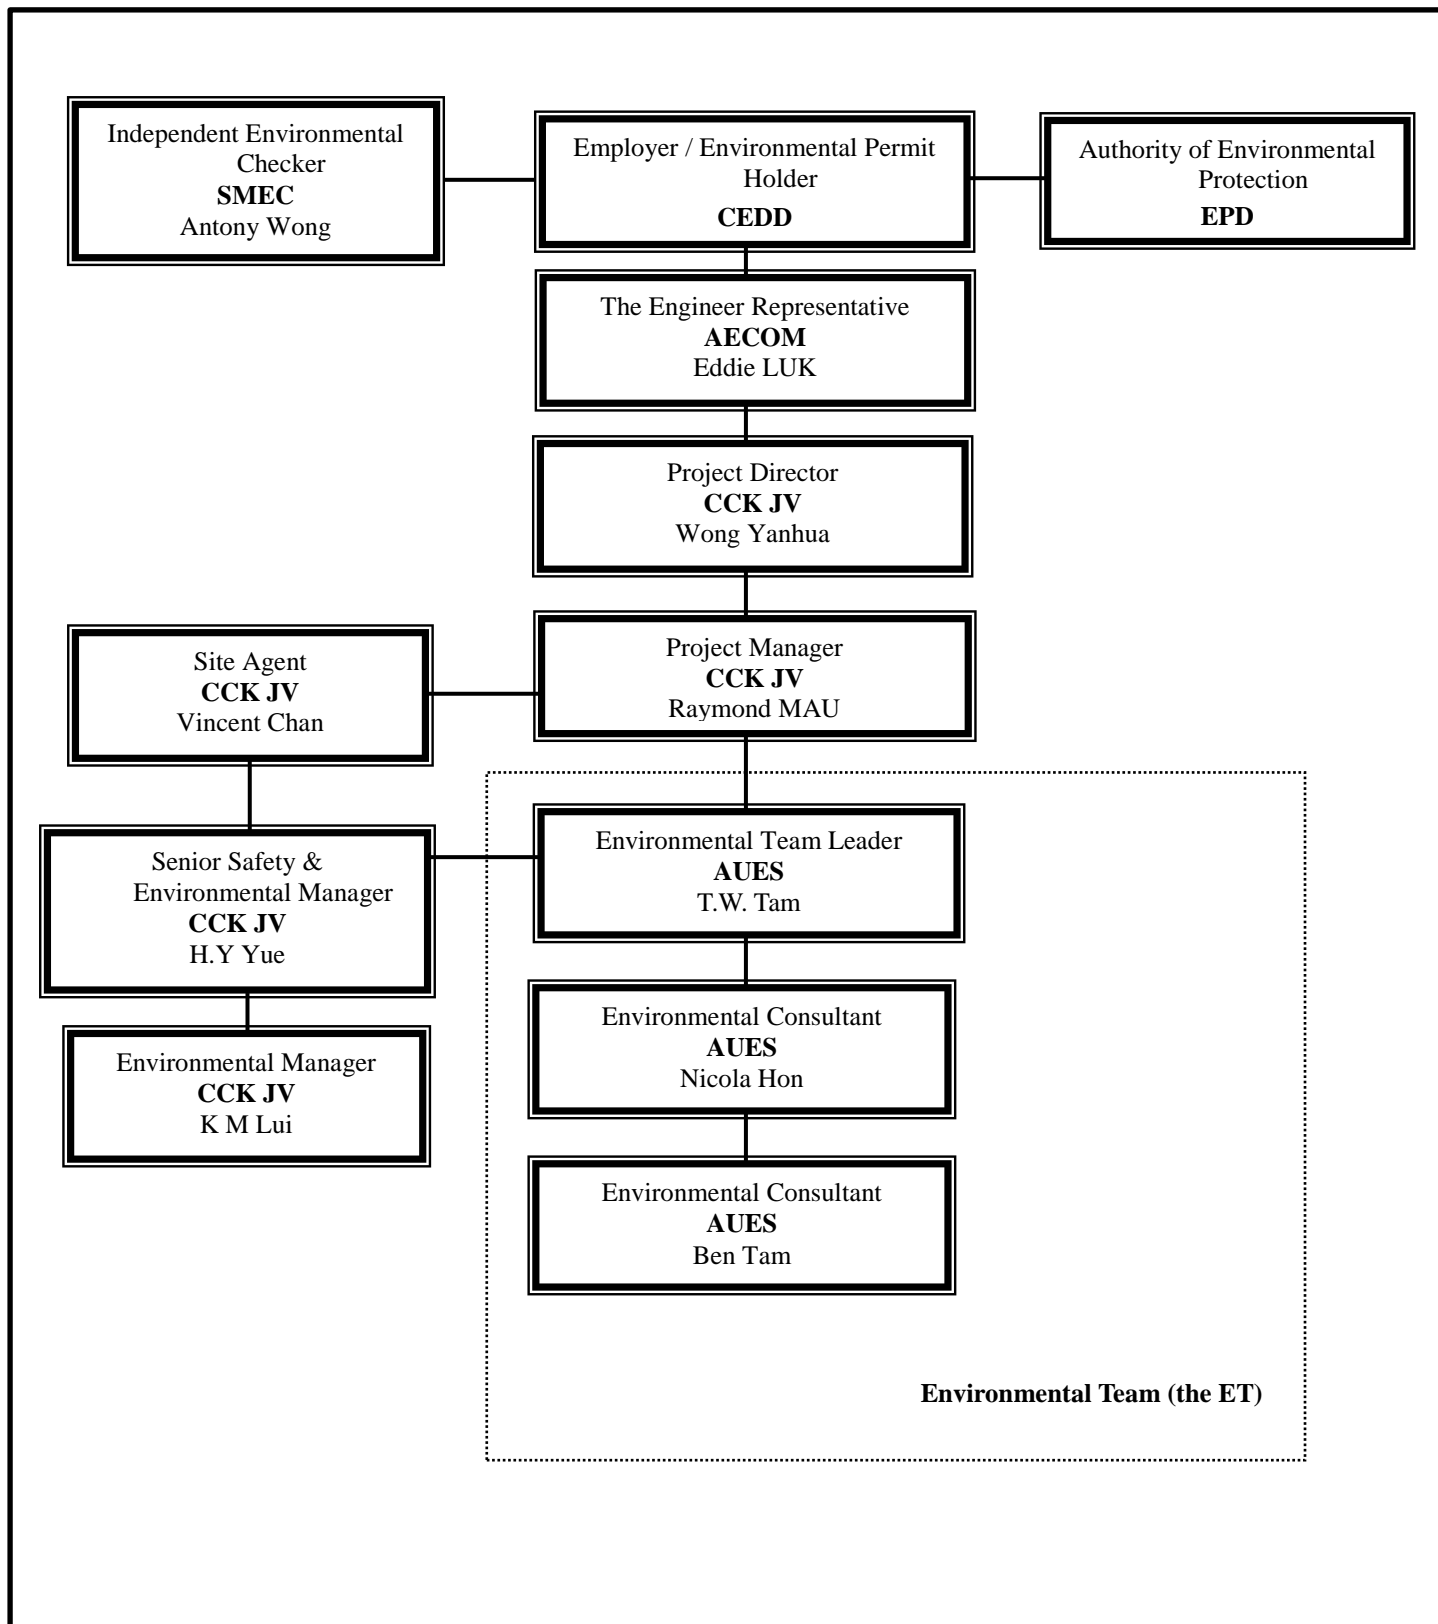 Independent Environmental
Checker
SMEC
Antony Wong
Employer / Environmental Permit
Holder
CEDD
Authority of Environmental
Protection
EPD
The Engineer Representative
AECOM
Eddie LUK
Project Director
CCK JV
Wong Yanhua
Site Agent
CCK JV
Vincent Chan
Project Manager
CCK JV
Raymond MAU
Senior Safety &
Environmental Manager
CCK JV
H.Y Yue
Environmental Team Leader
AUES
T.W. Tam
Environmental Manager
CCK JV
K M Lui
Environmental Consultant
AUES
Nicola Hon
Environmental Consultant
AUES
Ben Tam
Environmental Team (the ET)